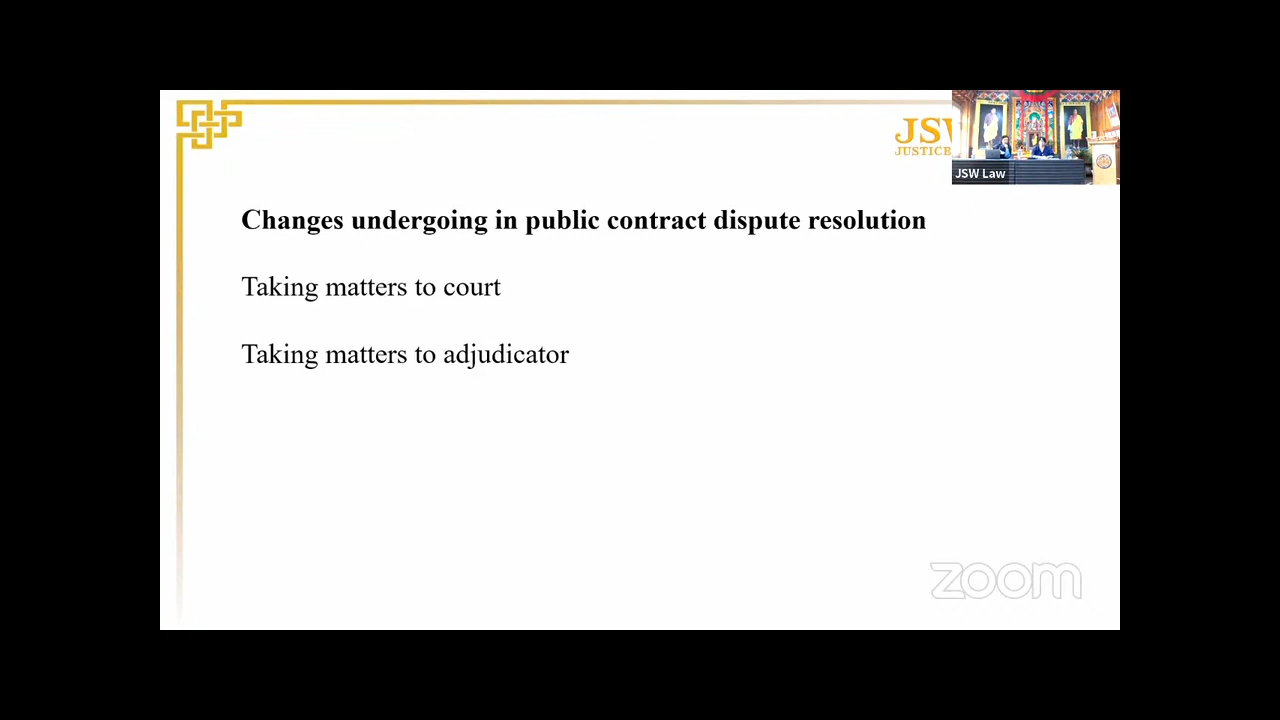 JSW
JUSTICE
JSW Law
Changes undergoing in public contract dispute resolution
Taking matters to court
Taking matters to adjudicator
zoom